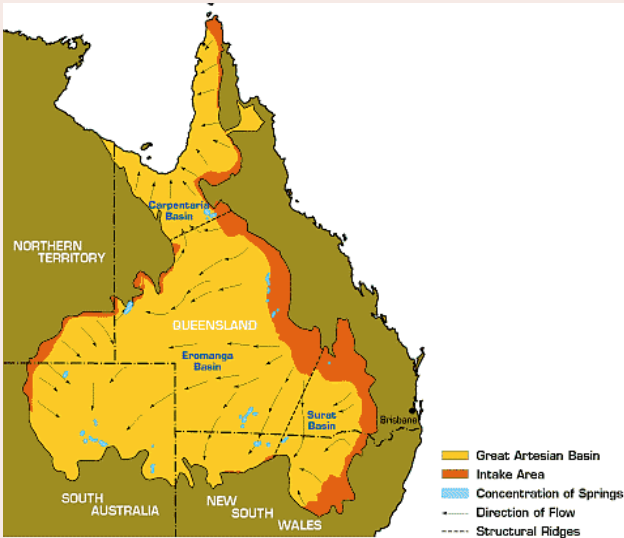 Carpentaria
Basin
NORTHERN
TERRITORY
QUEENSLAND
Eromanga
Basin
Surat
Basin
Brisbane
SOUTH
AUSTRALIA
NEW
SOUTH
WALES
Great Artesian Basin
Intake Area
Concentration of Springs
Direction of Flow
Structural Ridges